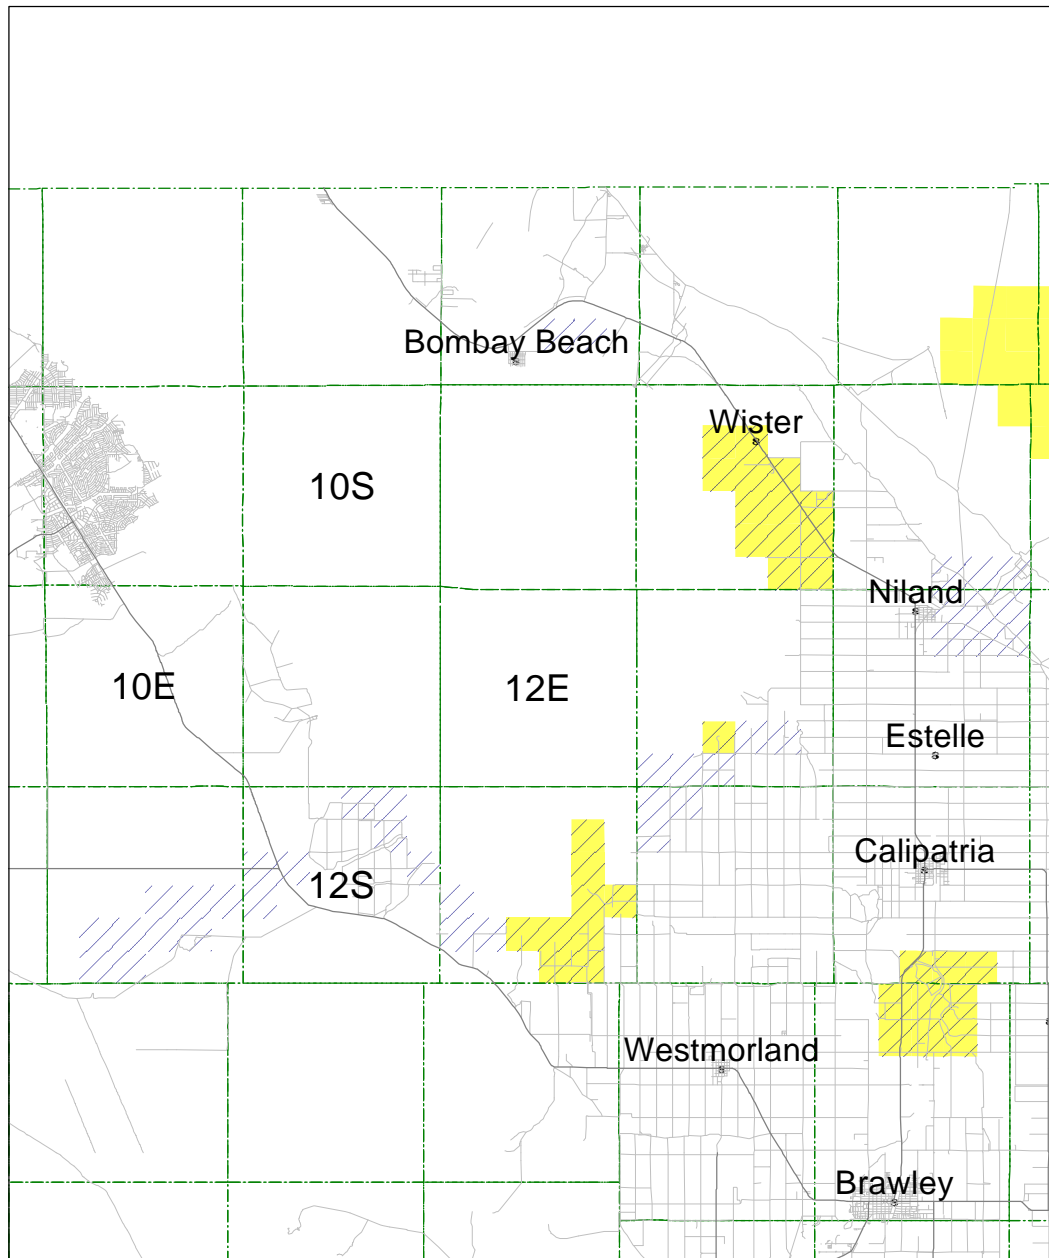 Bombay Beach
Wister
10S
Niland
10E
12E
Estelle
Calipatria
12S
Westmorland
Brawley